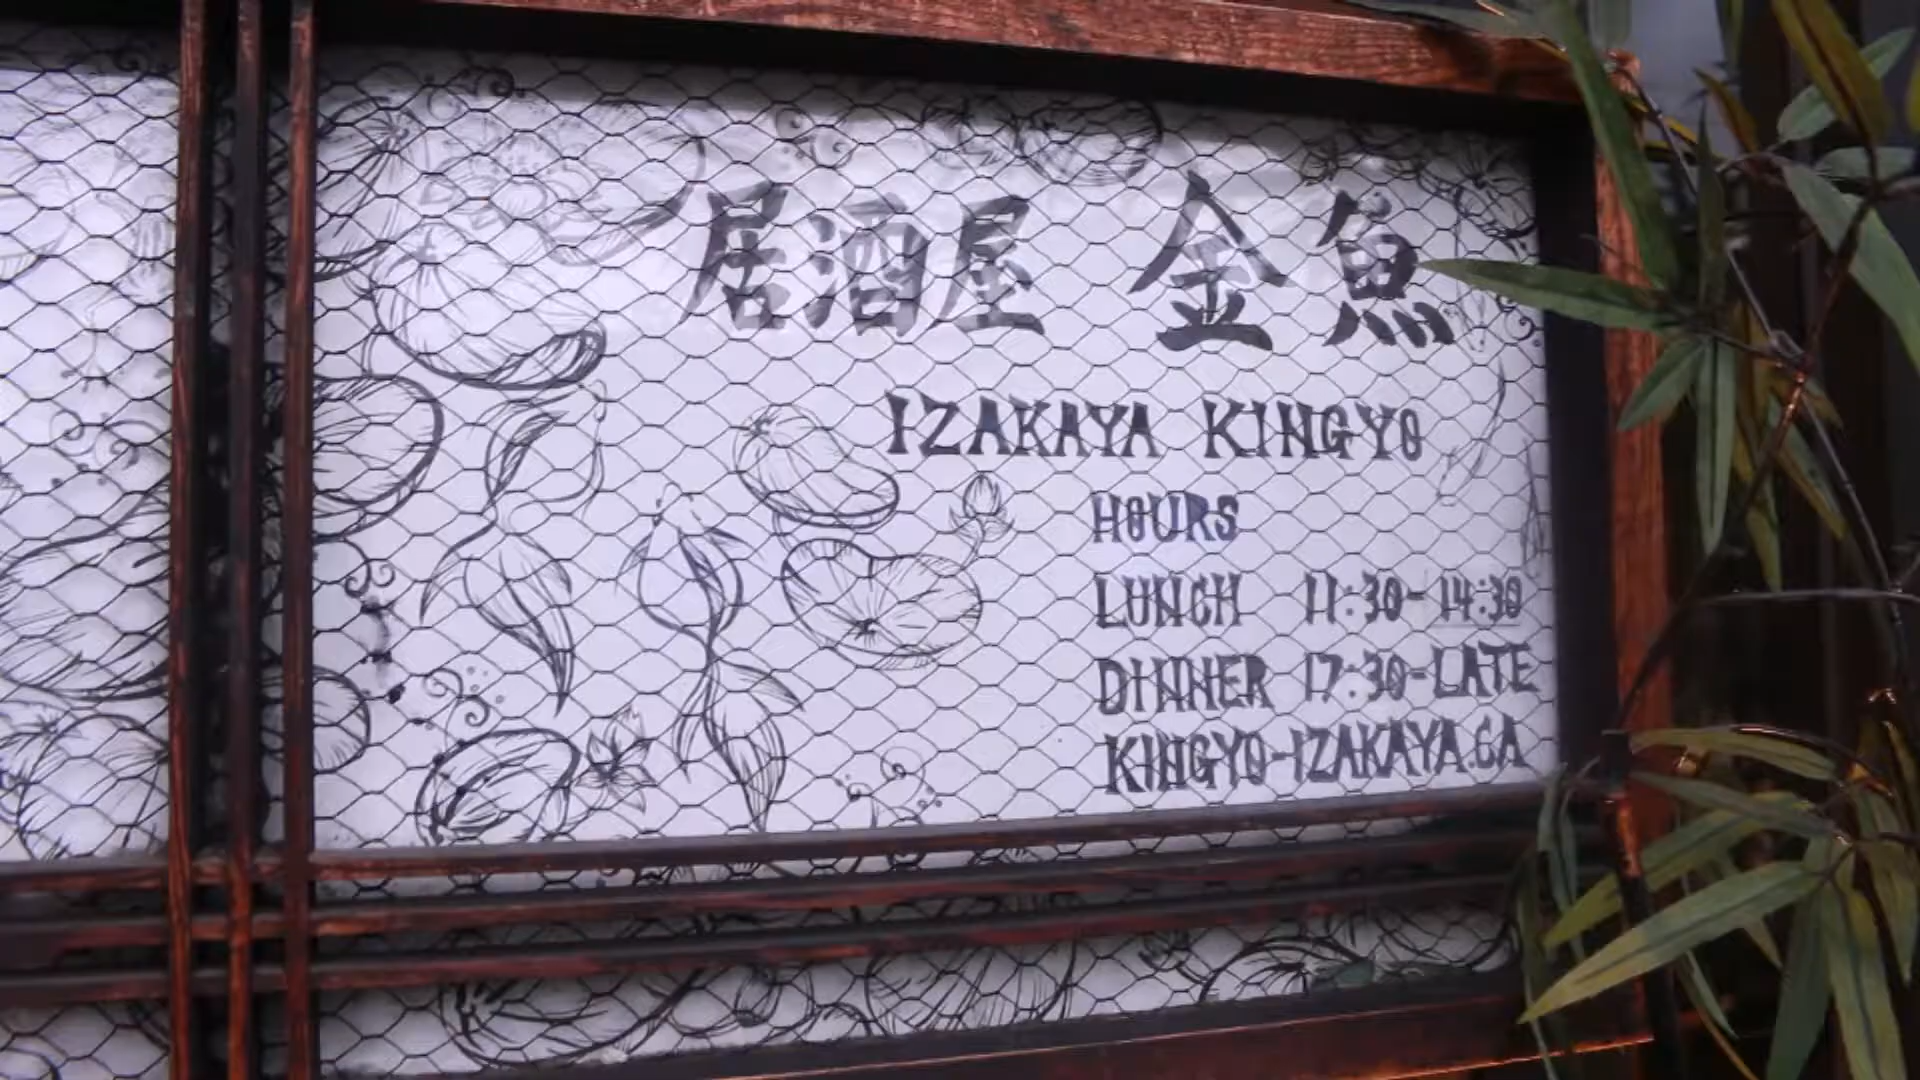 居酒屋 金魚
IZAKAYA KINGYO
HOURS
LUNCH 11:30-14:30
DINNER 17:30-LATE
KINGYO-IZAKAYA.CA